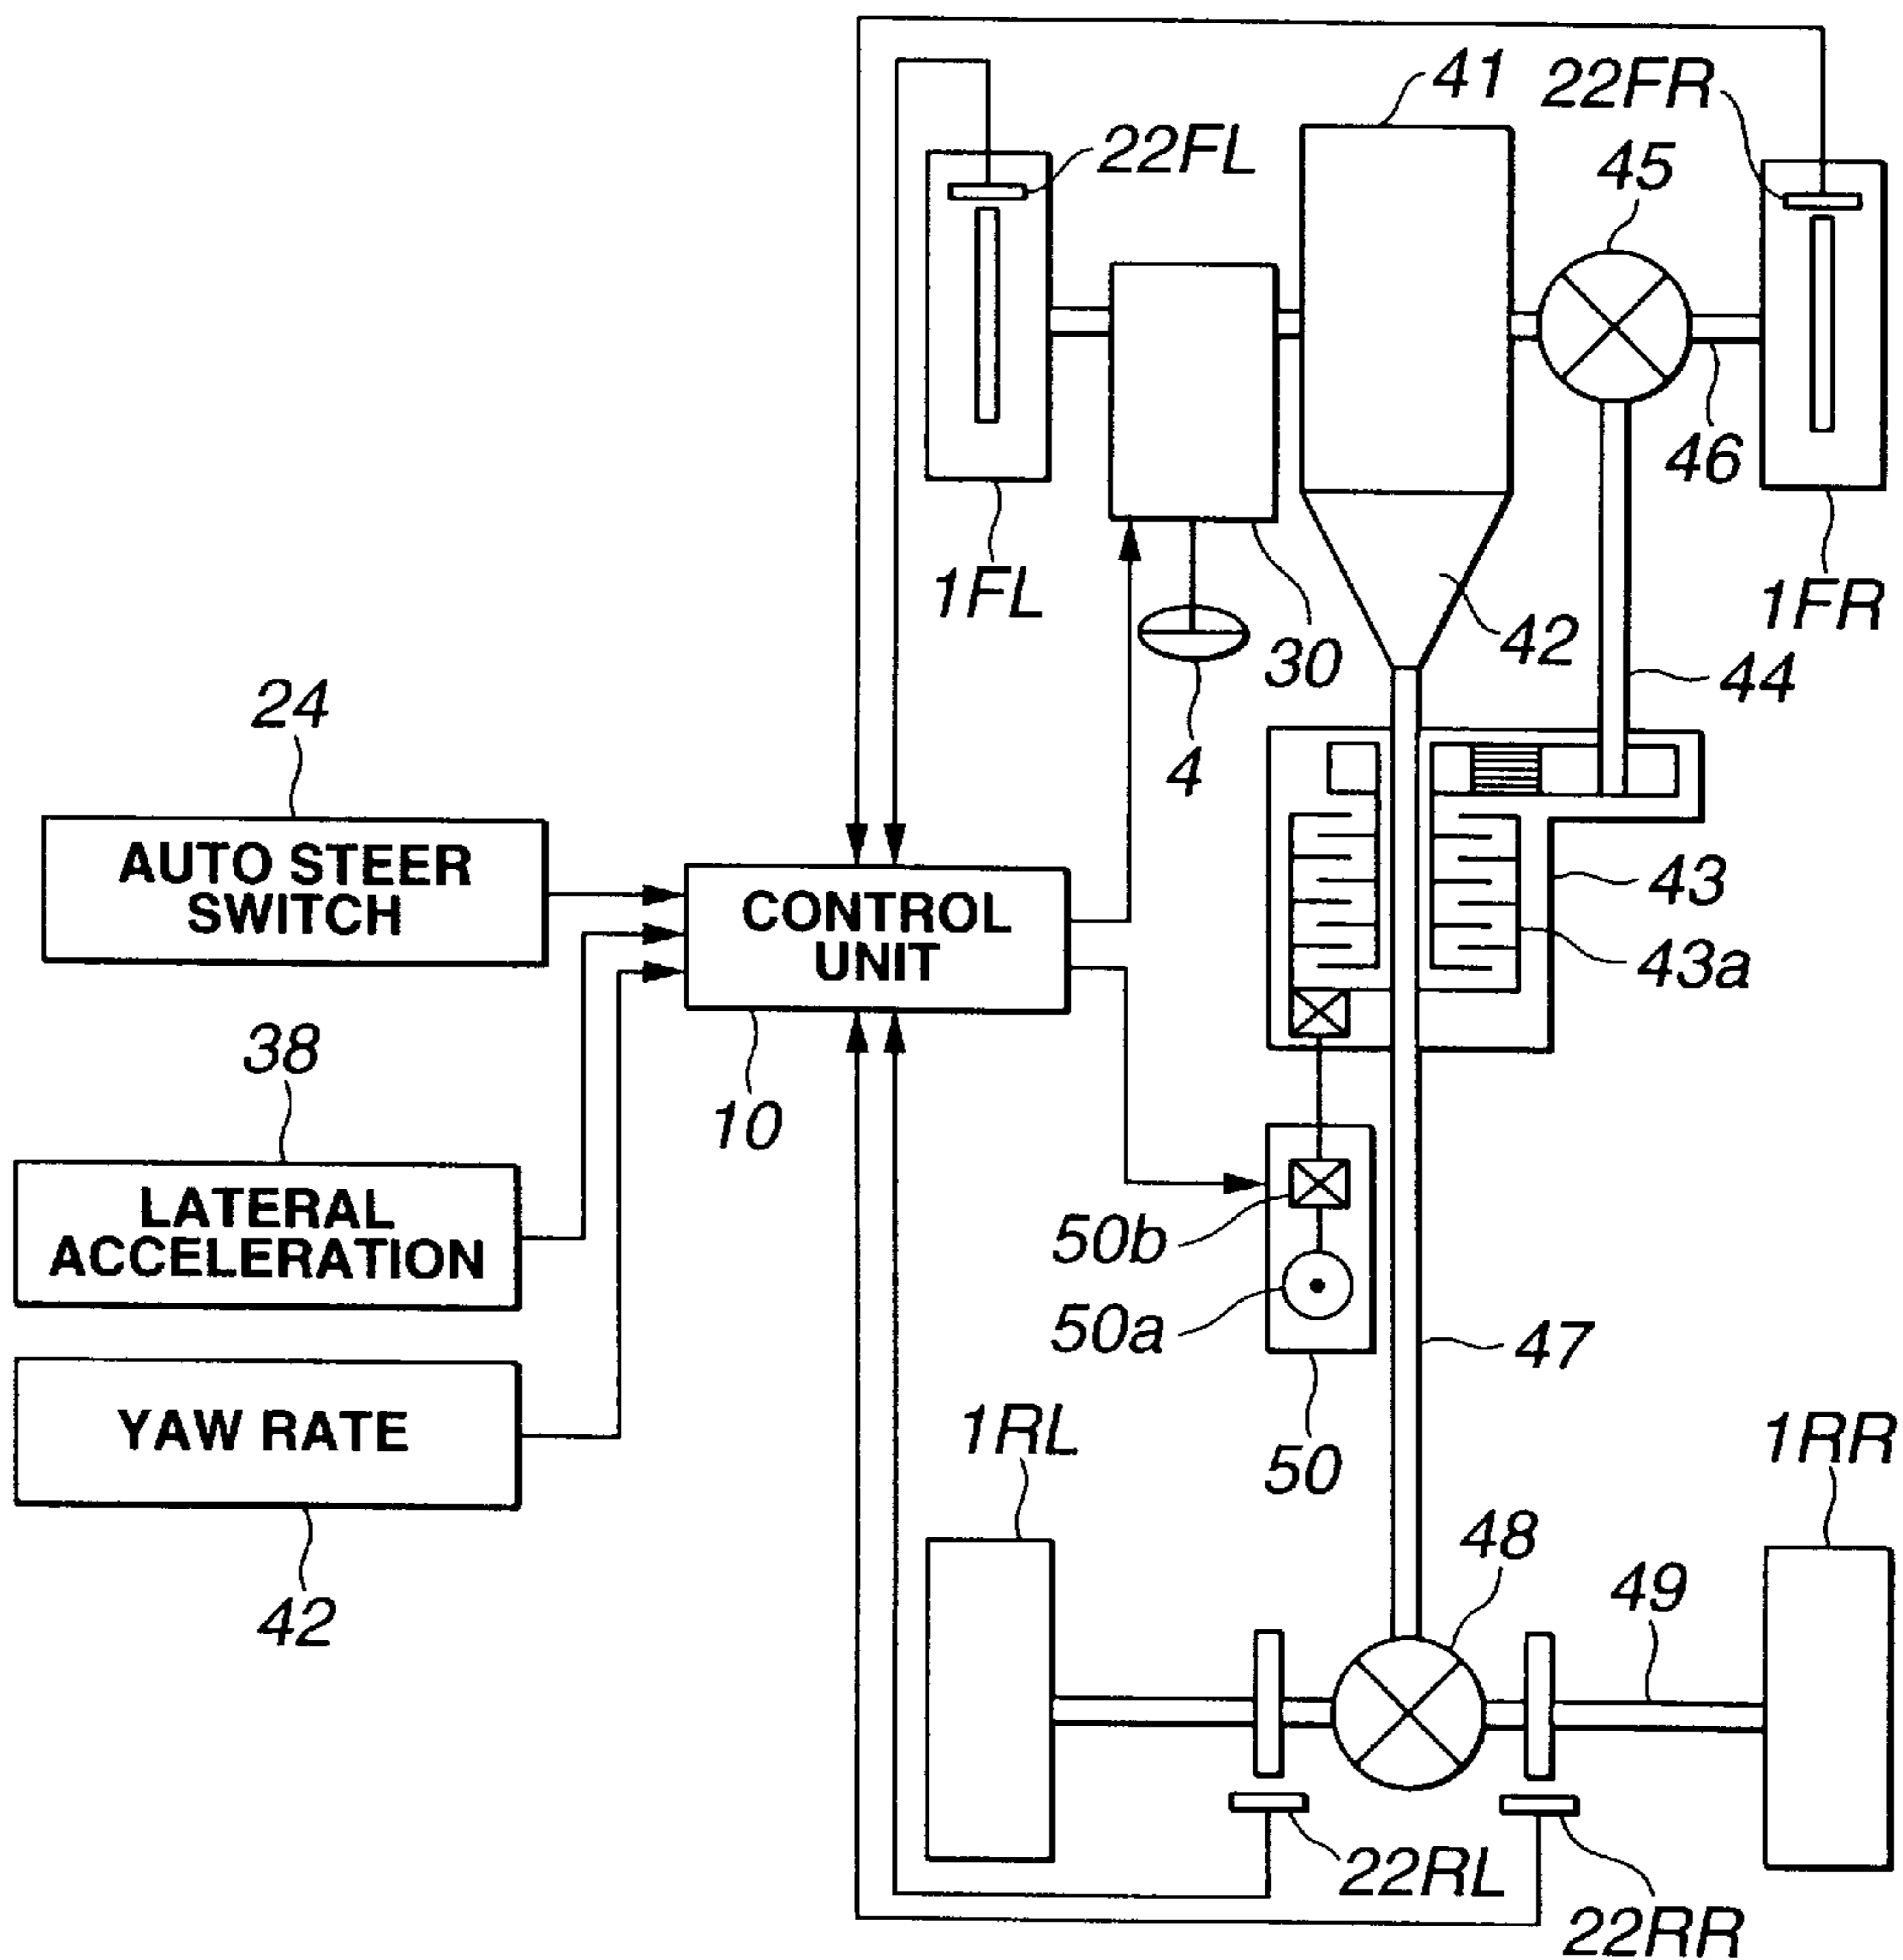 41
22FR
22FL
45
46
1FL
1FR
42
30
44
24
4
AUTO STEER
SWITCH
CONTROL
UNIT
43
43a
38
10
LATERAL
ACCELERATION
50b
50a
47
YAW RATE
1RL
1RR
50
48
49
42
22RL
22RR